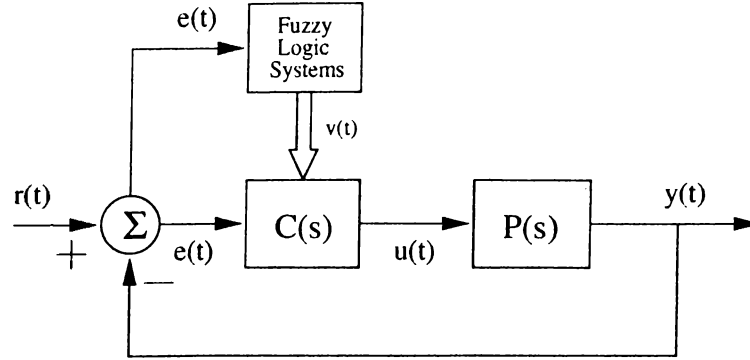 e(t)
Fuzzy
Logic
Systems
v(t)
r(t)
+
Σ
e(t)
C(s)
u(t)
P(s)
y(t)
−